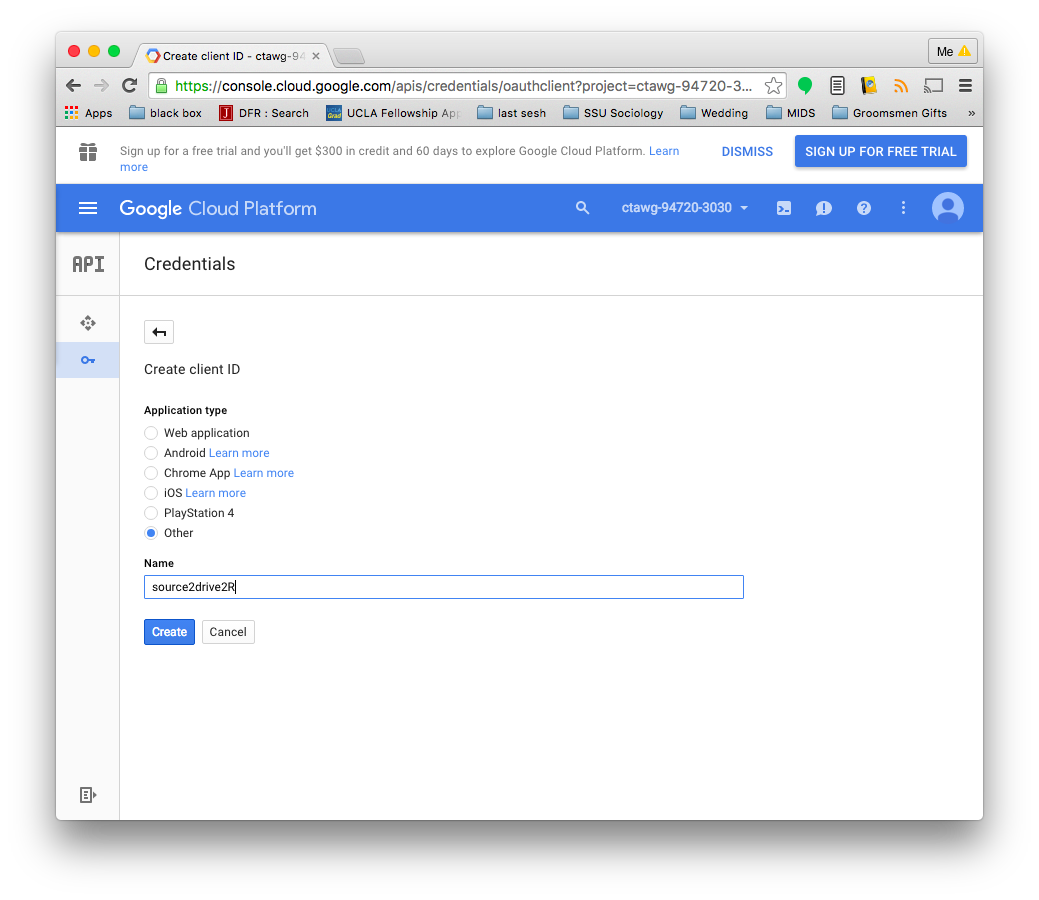 Create client ID - ctawg-94
Me
https://console.cloud.google.com/apis/credentials/oauthclient?project=ctawg-94720-3...
Apps black box DFR : Search UCLA Fellowship App last sesh SSU Sociology Wedding MIDS Groomsmen Gifts »
Sign up for a free trial and you'll get $300 in credit and 60 days to explore Google Cloud Platform. Learn
more
DISMISS
SIGN UP FOR FREE TRIAL
Google Cloud Platform
ctawg-94720-3030
API
Credentials
Create client ID
Application type
Web application
Android Learn more
Chrome App Learn more
iOS Learn more
PlayStation 4
Other
Name
source2drive2R
Create Cancel